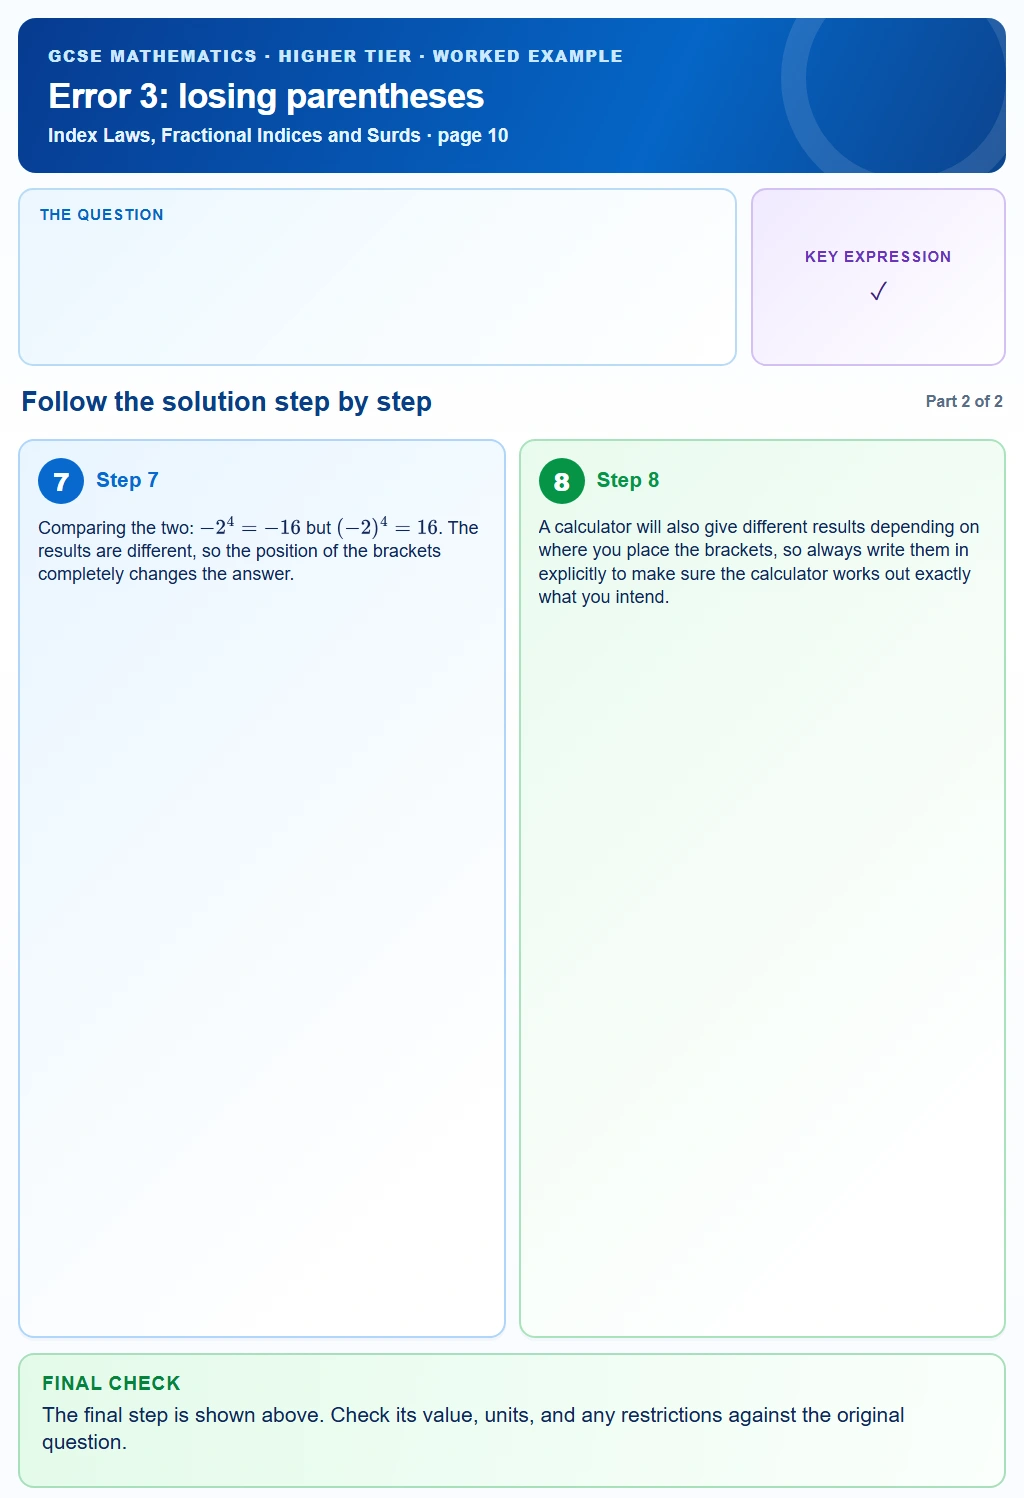 GCSE MATHEMATICS · HIGHER TIER · WORKED EXAMPLE
Error 3: losing parentheses
Index Laws, Fractional Indices and Surds · page 10
THE QUESTION
KEY EXPRESSION
✓
Follow the solution step by step
Part 2 of 2
7 Step 7
Comparing the two: −2⁴ = −16 but (−2)⁴ = 16. The
results are different, so the position of the brackets
completely changes the answer.
8 Step 8
A calculator will also give different results depending on
where you place the brackets, so always write them in
explicitly to make sure the calculator works out exactly
what you intend.
FINAL CHECK
The final step is shown above. Check its value, units, and any restrictions against the original
question.